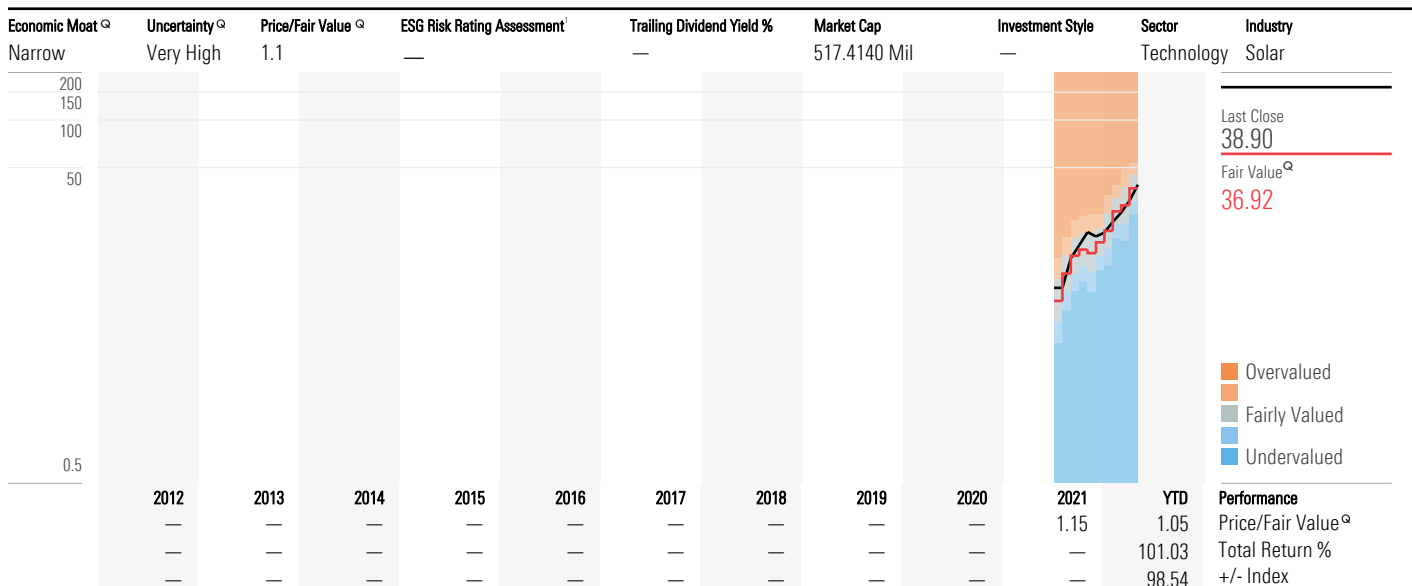 Economic Moat Q Uncertainty Q Price/Fair Value Q ESG Risk Rating Assessment¹ Trailing Dividend Yield % Market Cap Investment Style Sector Industry
Narrow Very High 1.1 — — 517.4140 Mil — Technology Solar
200
150
100
50
0.5
Last Close
38.90
Fair Value Q
36.92
Overvalued
Fairly Valued
Undervalued
2012 2013 2014 2015 2016 2017 2018 2019 2020 2021 YTD Performance
— — — — — — — — — 1.15 1.05 Price/Fair Value Q
— — — — — — — — — — 101.03 Total Return %
— — — — — — — — — — 98.54 +/- Index